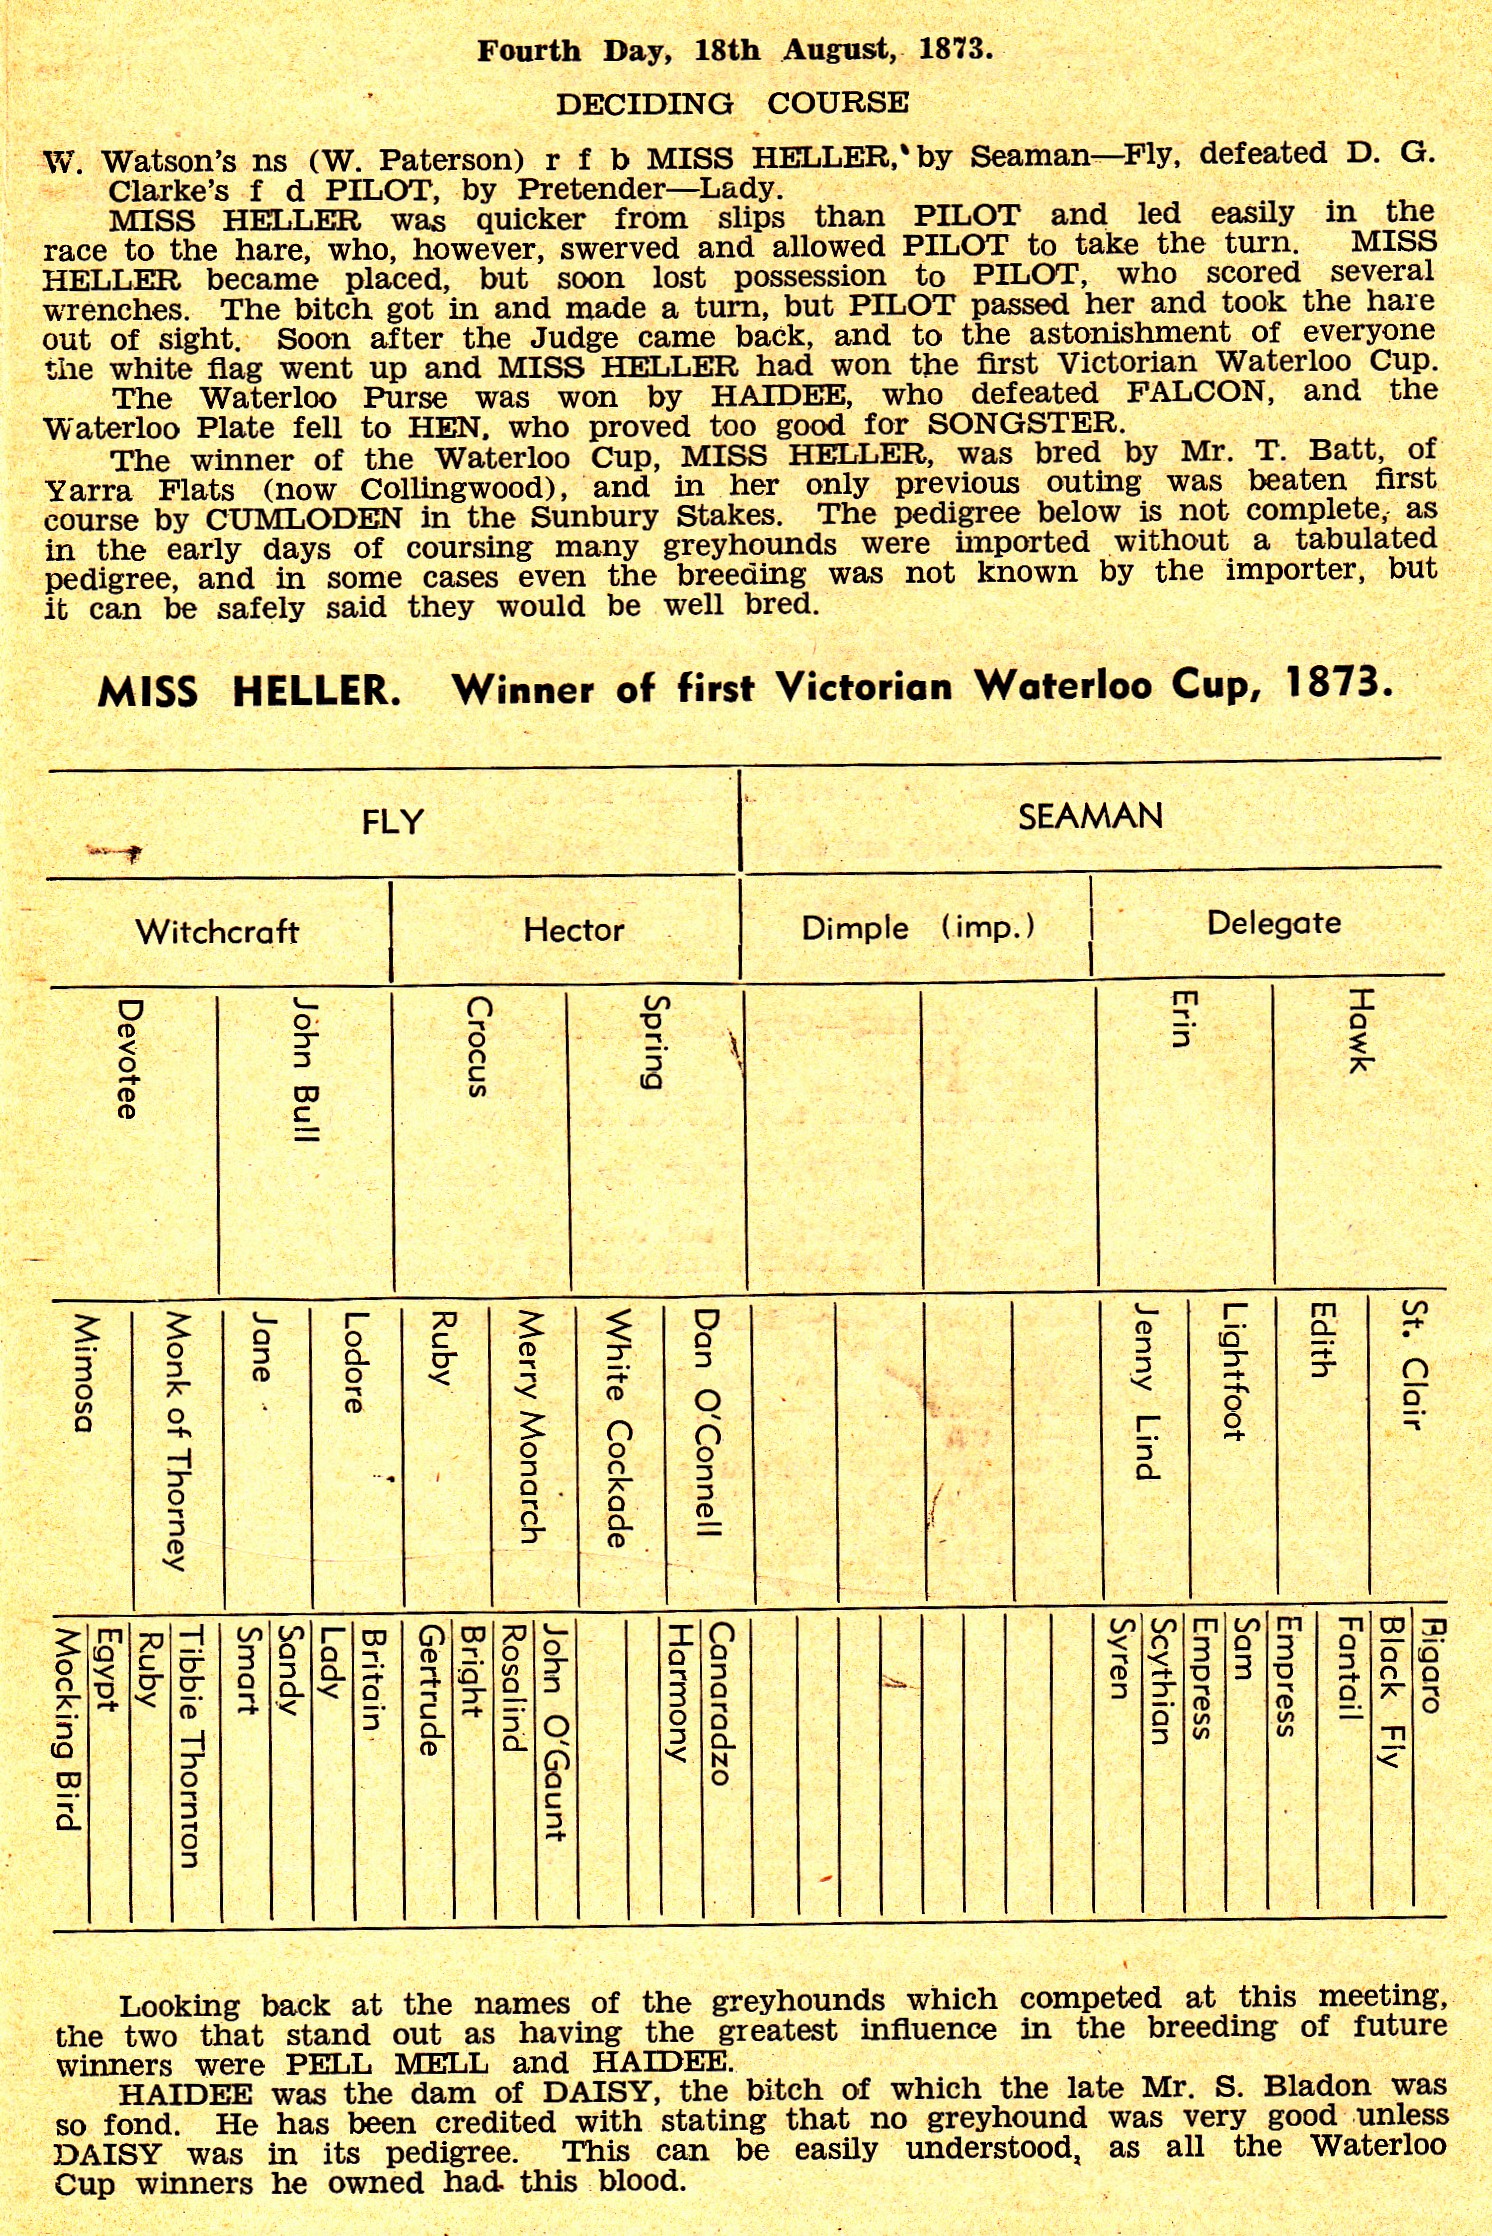 Fourth Day, 18th August, 1873.
DECIDING COURSE
W. Watson's ns (W. Paterson) r f b MISS HELLER, by Seaman—Fly, defeated D. G.
Clarke's f d PILOT, by Pretender—Lady.
MISS HELLER was quicker from slips than PILOT and led easily in the
race to the hare, who, however, swerved and allowed PILOT to take the turn. MISS
HELLER became placed, but soon lost possession to PILOT, who scored several
wrenches. The bitch got in and made a turn, but PILOT passed her and took the hare
out of sight. Soon after the Judge came back, and to the astonishment of everyone
the white flag went up and MISS HELLER had won the first Victorian Waterloo Cup.
The Waterloo Purse was won by HAIDEE, who defeated FALCON, and the
Waterloo Plate fell to HEN, who proved too good for SONGSTER.
The winner of the Waterloo Cup, MISS HELLER, was bred by Mr. T. Batt, of
Yarra Flats (now Collingwood), and in her only previous outing was beaten first
course by CUMLODEN in the Sunbury Stakes. The pedigree below is not complete, as
in the early days of coursing many greyhounds were imported without a tabulated
pedigree, and in some cases even the breeding was not known by the importer, but
it can be safely said they would be well bred.
MISS HELLER. Winner of first Victorian Waterloo Cup, 1873.
FLY
SEAMAN
Witchcraft
Hector
Dimple (imp.)
Delegate
Devotee
John Bull
Crocus
Spring
Erin
Hawk
Mimosa
Monk of Thorney
Jane
Lodore
Ruby
Merry Monarch
White Cockade
Dan O'Connell
Jenny Lind
Lightfoot
Edith
St. Clair
Mocking Bird
Egypt
Ruby
Tibbie Thornton
Smart
Sandy
Lady
Britain
Gertrude
Bright
Rosalind
John O'Gaunt
Harmony
Canaradzo
Syren
Scythian
Empress
Sam
Empress
Fantail
Black Fly
Looking back at the names of the greyhounds which competed at this meeting,
the two that stand out as having the greatest influence in the breeding of future
winners were PELL MELL and HAIDEE.
HAIDEE was the dam of DAISY, the bitch of which the late Mr. S. Bladon was
so fond. He has been credited with stating that no greyhound was very good unless
DAISY was in its pedigree. This can be easily understood, as all the Waterloo
Cup winners he owned had this blood.